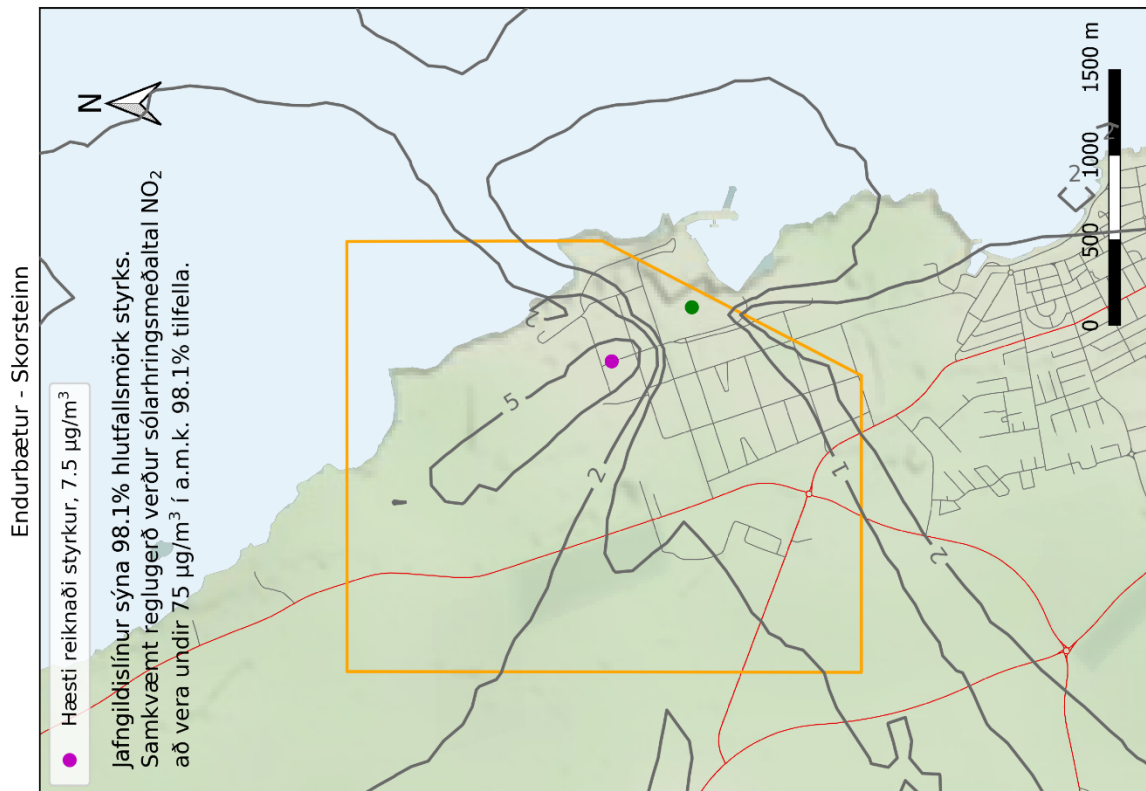 Endurbætur - Skorsteinn
Hæsti reiknaði styrkur, 7.5 µg/m³
Jafngildislínur sýna 98.1% hlutfallsmörk styrks.
Samkvæmt reglugerð verður sólarhringsmeðaltal NO₂
að vera undir 75 µg/m³ í a.m.k. 98.1% tilfella.
N
5
2
2
1
2
2
2
0
500
1000
1500 m